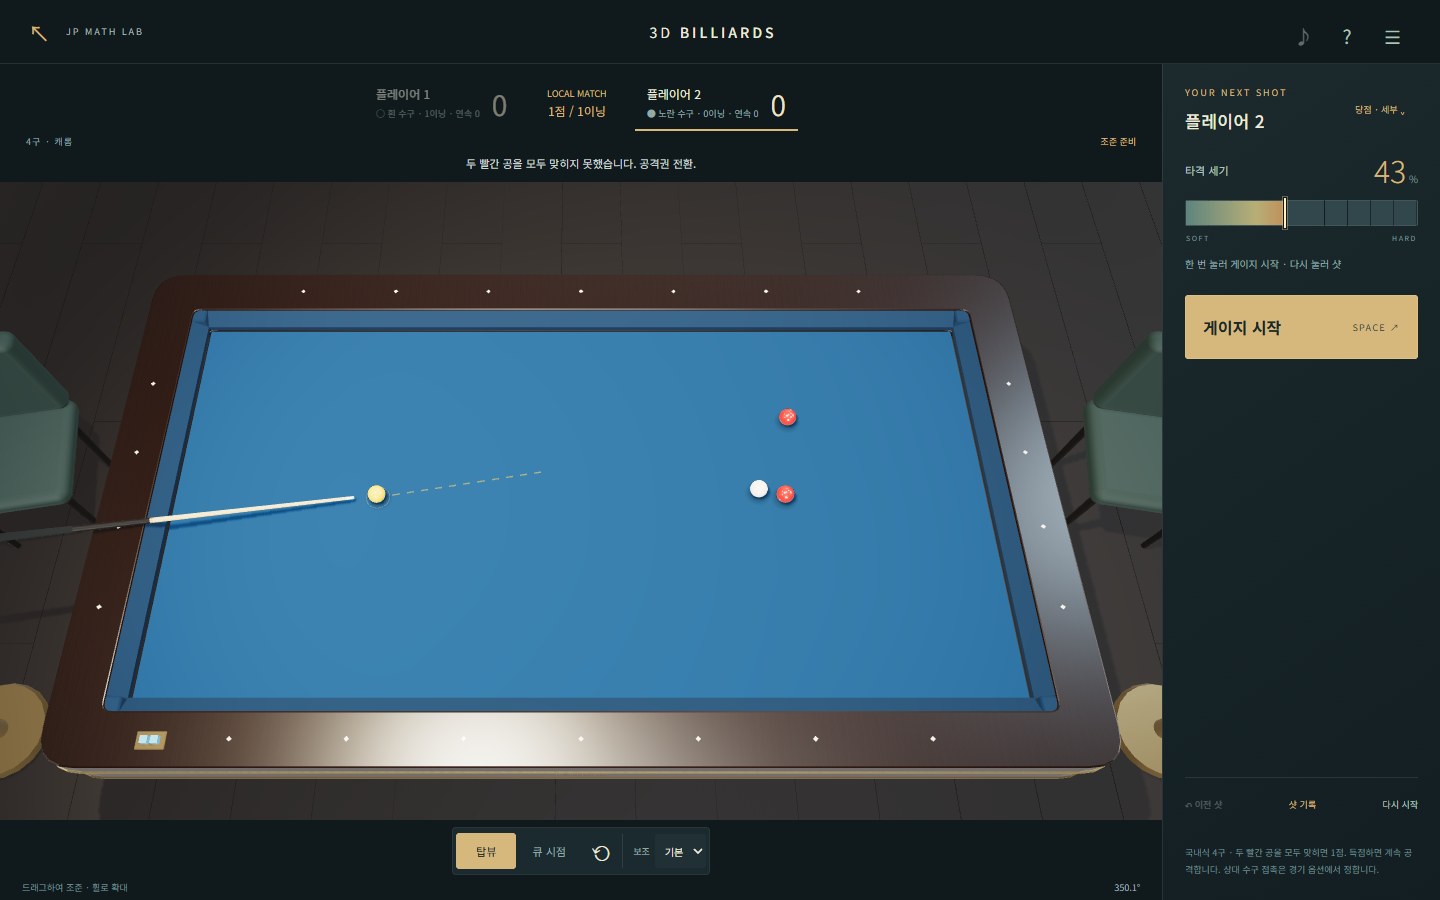 JP MATH LAB
3D BILLIARDS
?
플레이어 1
흰 수구 · 1이닝 · 연속 0
0
LOCAL MATCH
1점 / 1이닝
플레이어 2
노란 수구 · 0이닝 · 연속 0
0
4구 · 캐롬
조준 준비
두 빨간 공을 모두 맞히지 못했습니다. 공격권 전환.
YOUR NEXT SHOT
플레이어 2
당점 · 세부
타격 세기
43 %
SOFT
HARD
한 번 눌러 게이지 시작 · 다시 눌러 샷
게이지 시작
SPACE ↗
↶ 이전 샷
샷 기록
다시 시작
국내식 4구 · 두 빨간 공을 모두 맞히면 1점. 득점하면 계속 공
격합니다. 상대 수구 접촉은 경기 옵션에서 정합니다.
탑뷰
큐 시점
보조
기본
드래그하여 조준 · 휠로 확대
350.1°